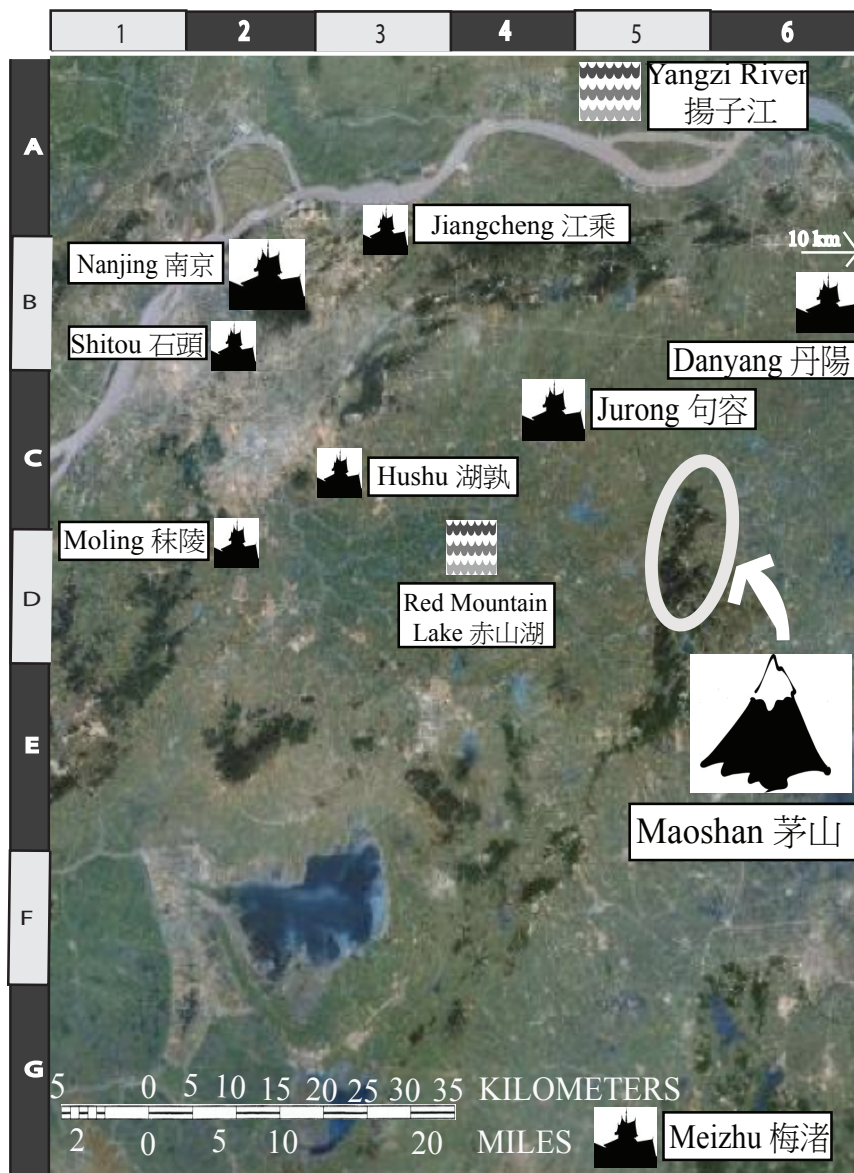 1 2 3 4 5 6
Yangzi River
揚子江
A
Jiangcheng 江乘
10 km
Nanjing 南京
B
Shitou 石頭
Danyang 丹陽
Jurong 句容
C
Hushu 湖孰
Moling 秣陵
D
Red Mountain
Lake 赤山湖
E
Maoshan 茅山
F
G
5 0 5 10 15 20 25 30 35 KILOMETERS
2 0 5 10 20 MILES
Meizhu 梅渚